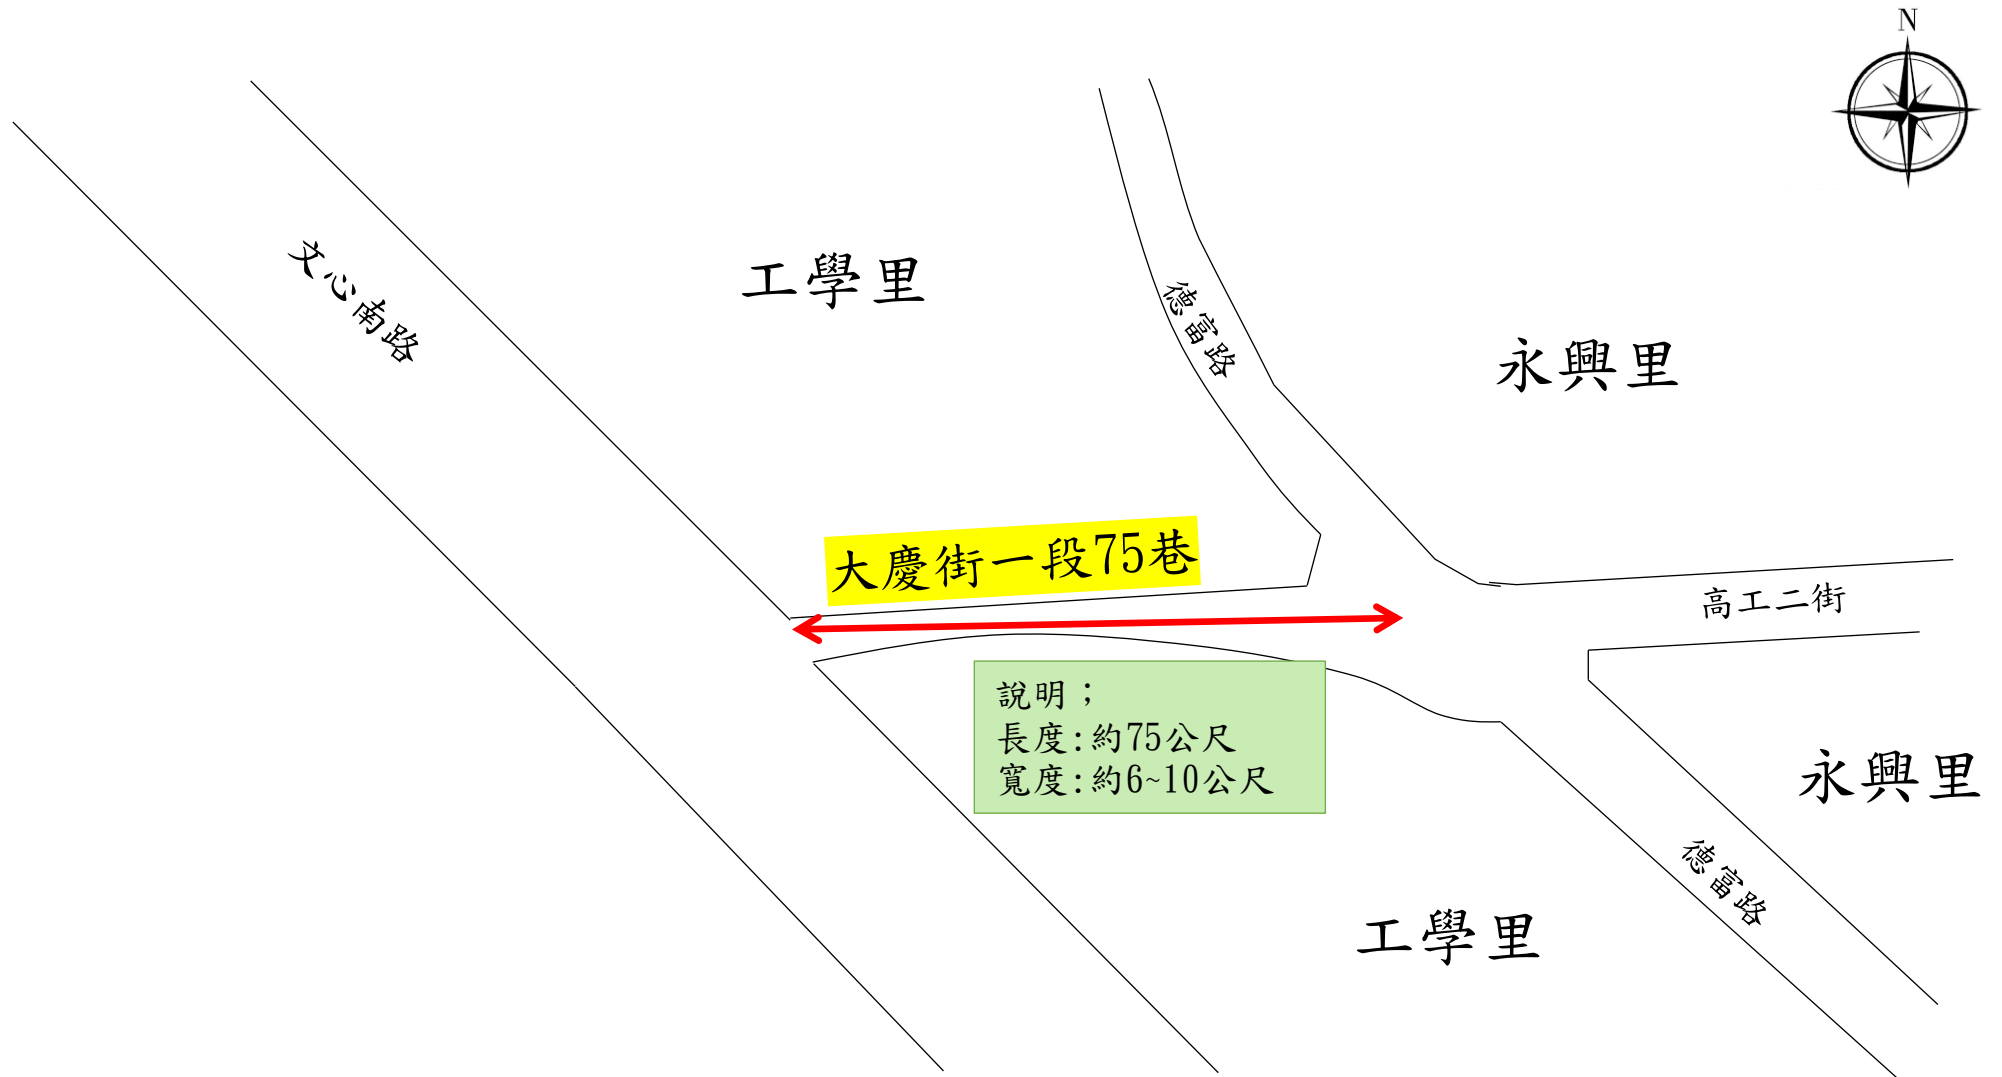 N
文心南路
工學里
德富路
永興里
大慶街一段75巷
高工二街
說明；
長度:約75公尺
寬度:約6~10公尺
永興里
德富路
工學里